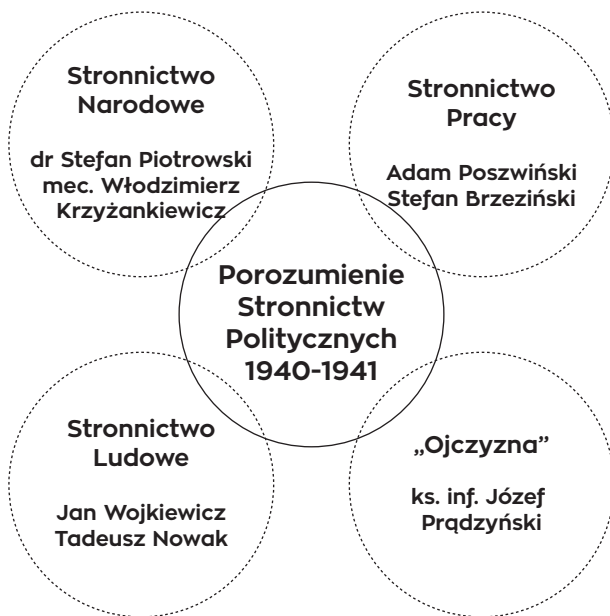 Stronnictwo
Narodowe
dr Stefan Piotrowski
mec. Włodzimierz
Krzyżankiewicz
Stronnictwo
Pracy
Adam Poszwiński
Stefan Brzeziński
Porozumienie
Stronnictw
Politycznych
1940-1941
Stronnictwo
Ludowe
Jan Wojkiewicz
Tadeusz Nowak
„Ojczyzna”
ks. inf. Józef
Prądzyński